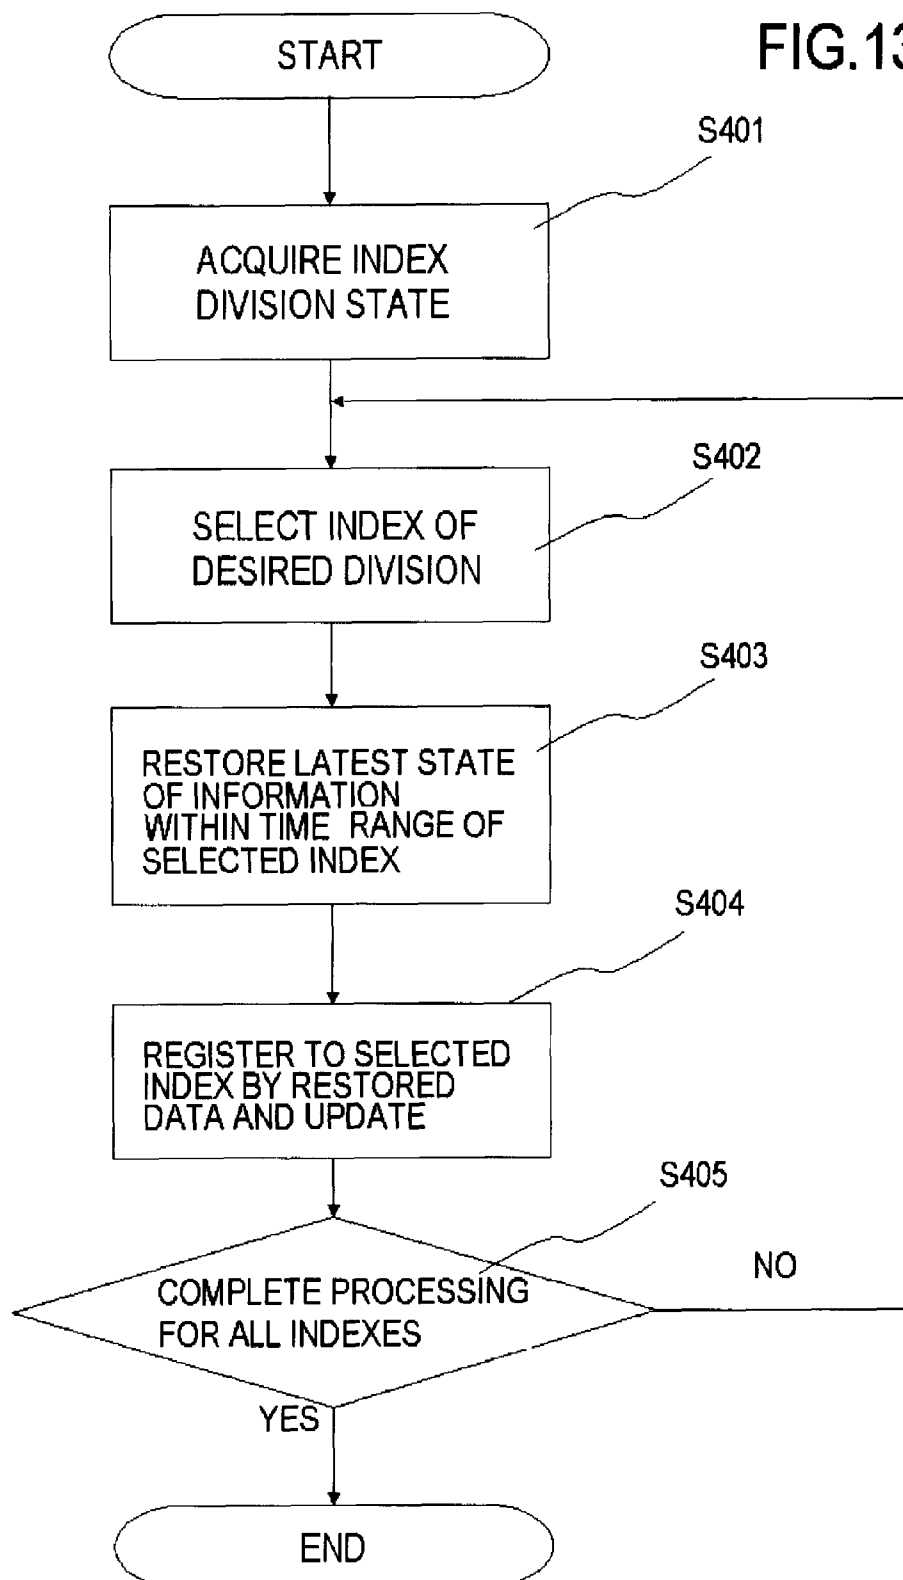 START
FIG.13
S401
ACQUIRE INDEX
DIVISION STATE
S402
SELECT INDEX OF
DESIRED DIVISION
S403
RESTORE LATEST STATE
OF INFORMATION
WITHIN TIME RANGE OF
SELECTED INDEX
S404
REGISTER TO SELECTED
INDEX BY RESTORED
DATA AND UPDATE
S405
COMPLETE PROCESSING
FOR ALL INDEXES
NO
YES
END